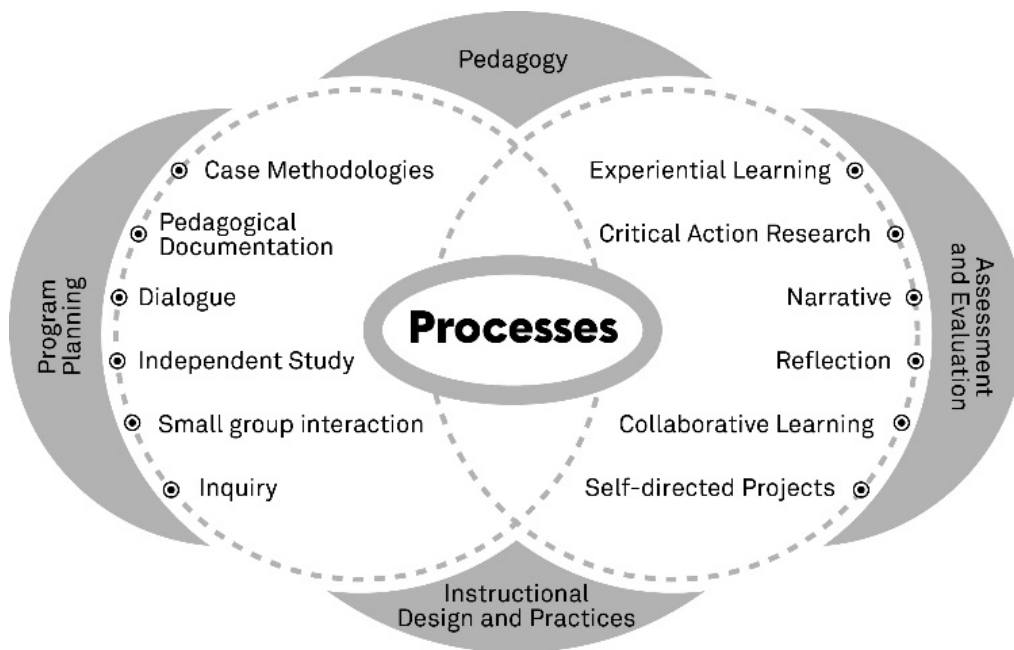 Pedagogy
Program
Planning
Case Methodologies
Pedagogical
Documentation
Dialogue
Independent Study
Small group interaction
Inquiry
Processes
Experiential Learning
Critical Action Research
Narrative
Reflection
Collaborative Learning
Self-directed Projects
Assessment
and Evaluation
Instructional
Design and Practices